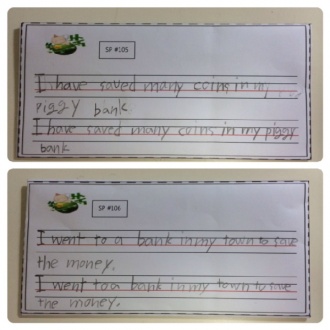 SP #105
I have saved many coins in my
piggy bank.
I have saved many coins in my piggy
bank
SP #106
I went to a bank in my town to save
the money.
I went to a bank in my town to save
the money.